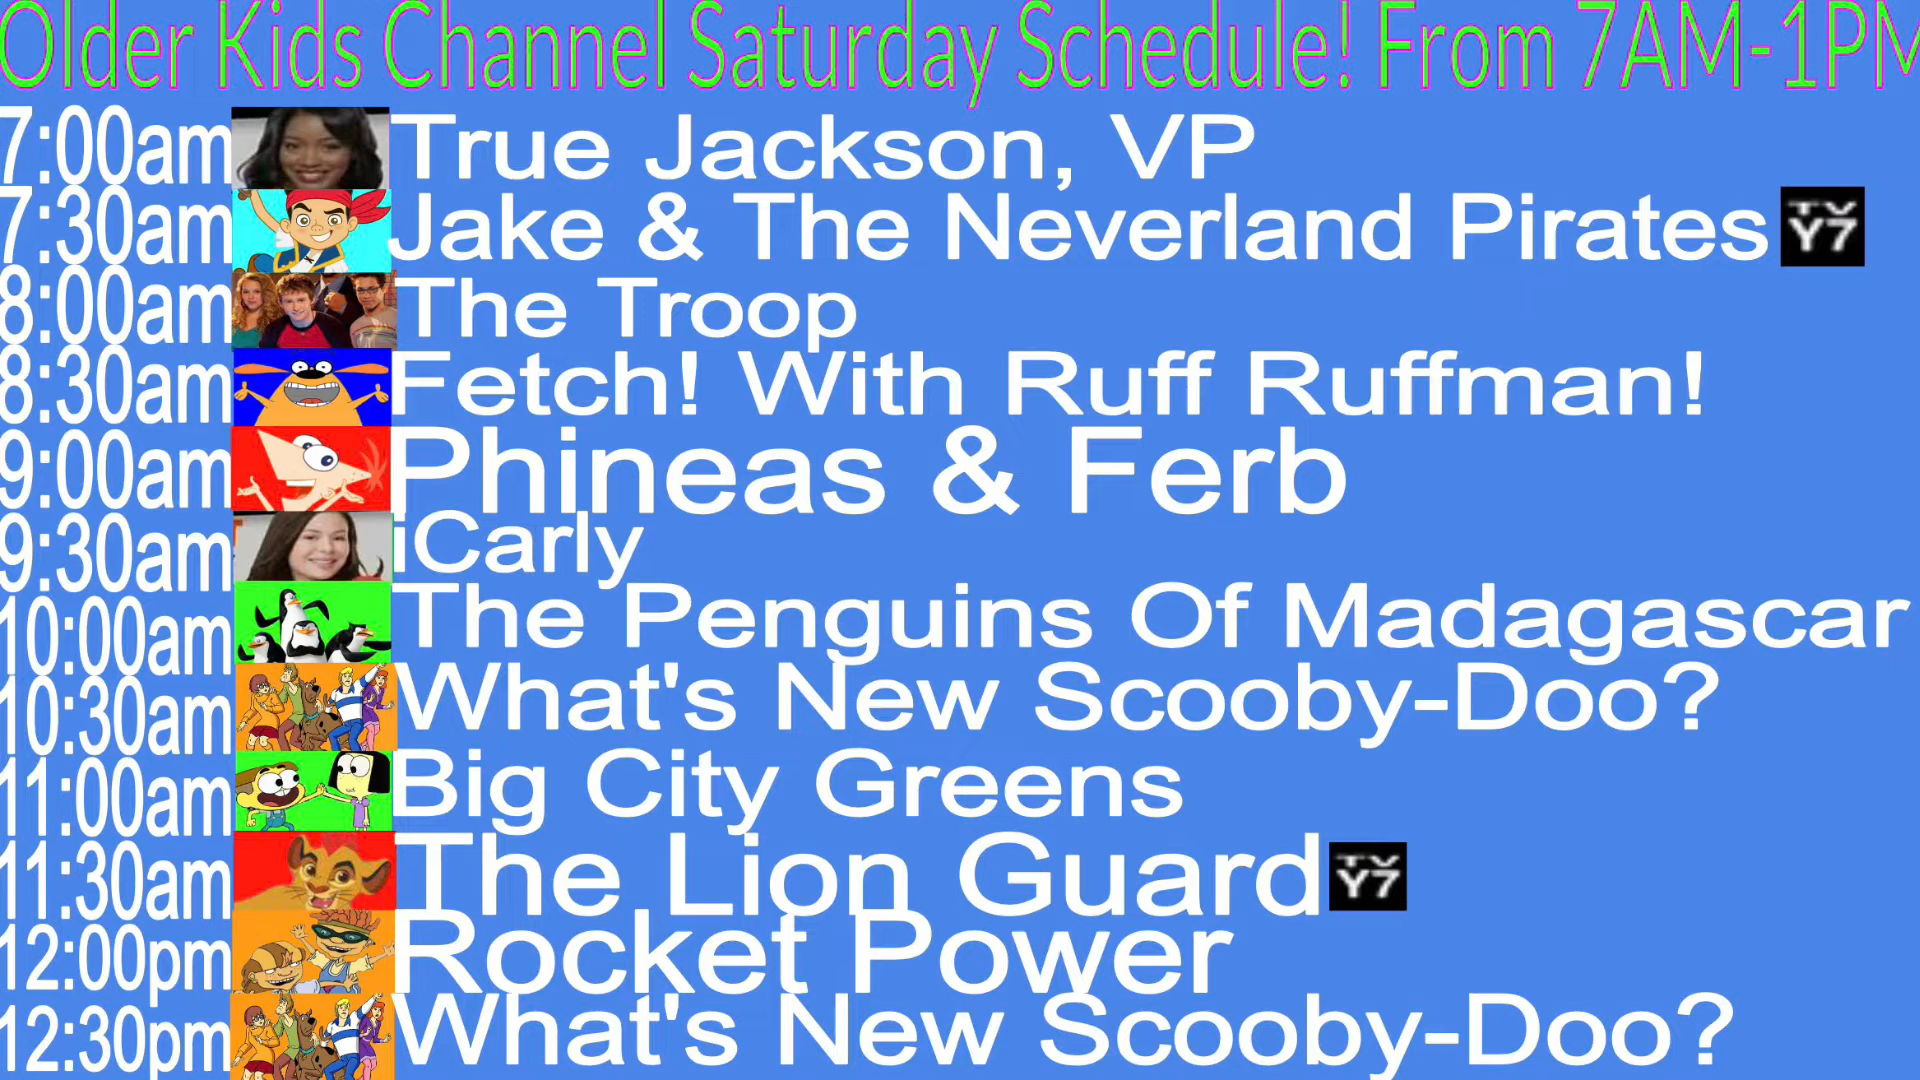 Older Kids Channel Saturday Schedule! From 7AM-1PM
7:00am True Jackson, VP
7:30am Jake & The Neverland Pirates TV Y7
8:00am The Troop
8:30am Fetch! With Ruff Ruffman!
9:00am Phineas & Ferb
9:30am iCarly
10:00am The Penguins Of Madagascar
10:30am What's New Scooby-Doo?
11:00am Big City Greens
11:30am The Lion Guard TV Y7
12:00pm Rocket Power
12:30pm What's New Scooby-Doo?